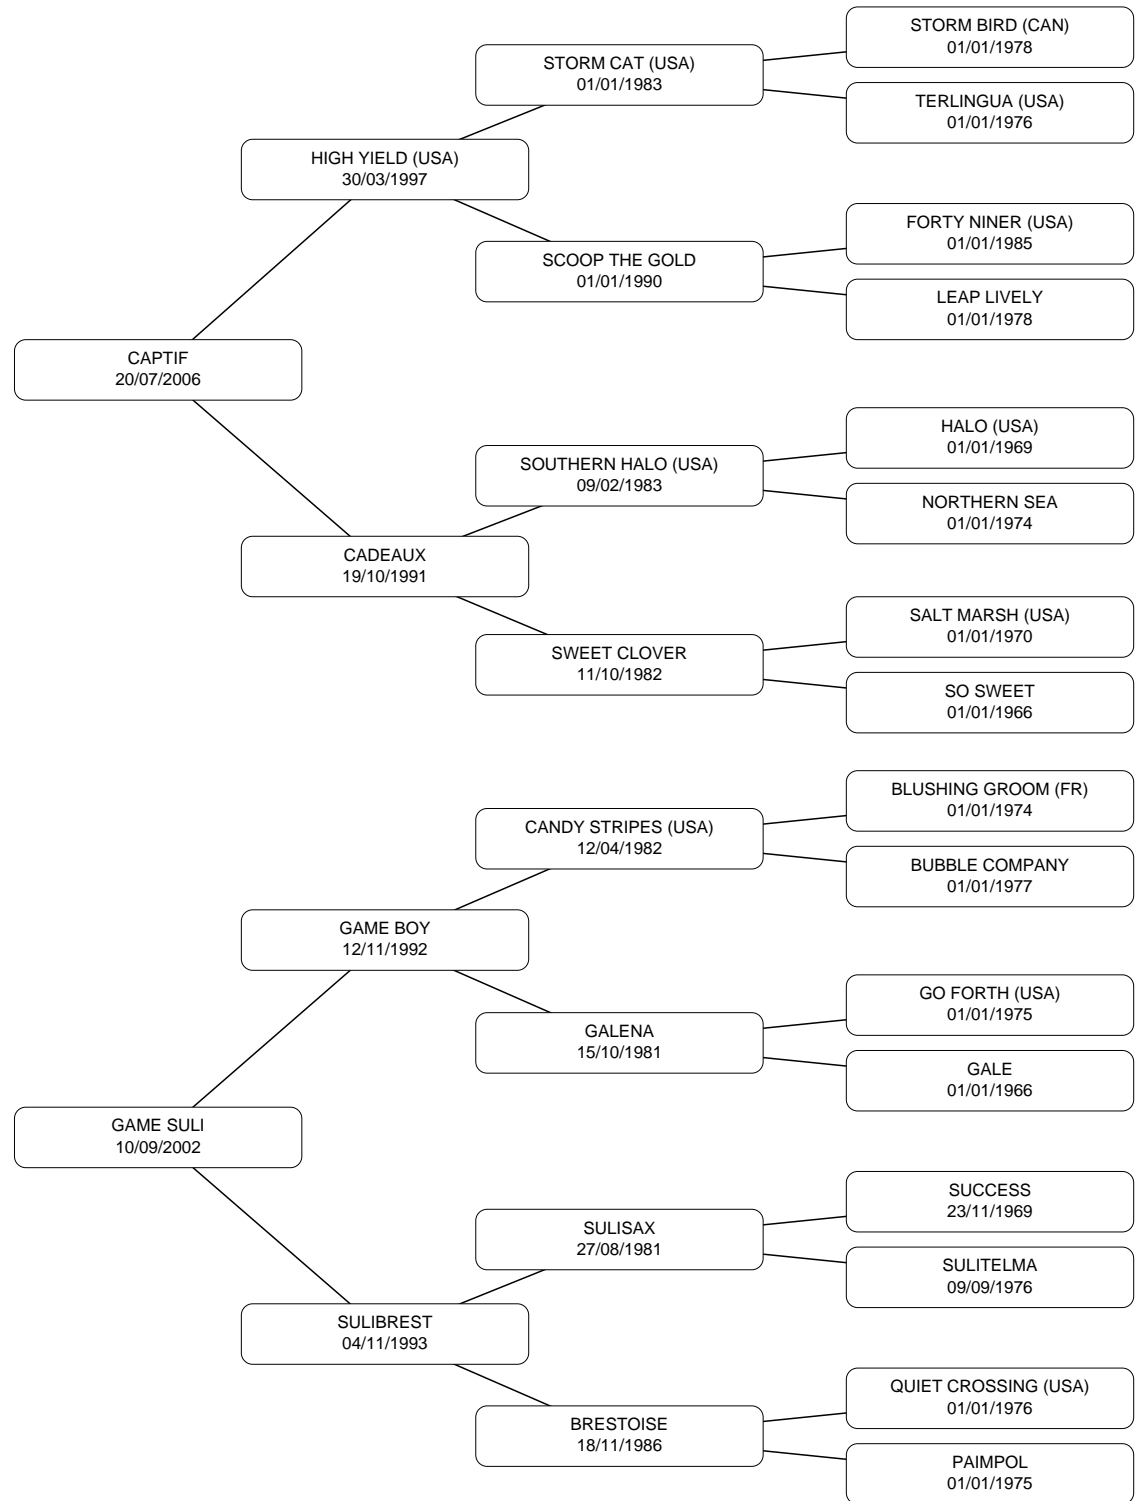 STORM BIRD (CAN)
01/01/1978
STORM CAT (USA)
01/01/1983
TERLINGUA (USA)
01/01/1976
HIGH YIELD (USA)
30/03/1997
FORTY NINER (USA)
01/01/1985
SCOOP THE GOLD
01/01/1990
LEAP LIVELY
01/01/1978
CAPTIF
20/07/2006
HALO (USA)
01/01/1969
SOUTHERN HALO (USA)
09/02/1983
NORTHERN SEA
01/01/1974
CADEAUX
19/10/1991
SALT MARSH (USA)
01/01/1970
SWEET CLOVER
11/10/1982
SO SWEET
01/01/1966
BLUSHING GROOM (FR)
01/01/1974
CANDY STRIPES (USA)
12/04/1982
BUBBLE COMPANY
01/01/1977
GAME BOY
12/11/1992
GO FORTH (USA)
01/01/1975
GALENA
15/10/1981
GALE
01/01/1966
GAME SULI
10/09/2002
SUCCESS
23/11/1969
SULISAX
27/08/1981
SULITELMA
09/09/1976
SULIBREST
04/11/1993
QUIET CROSSING (USA)
01/01/1976
BRESTOISE
18/11/1986
PAIMPOL
01/01/1975